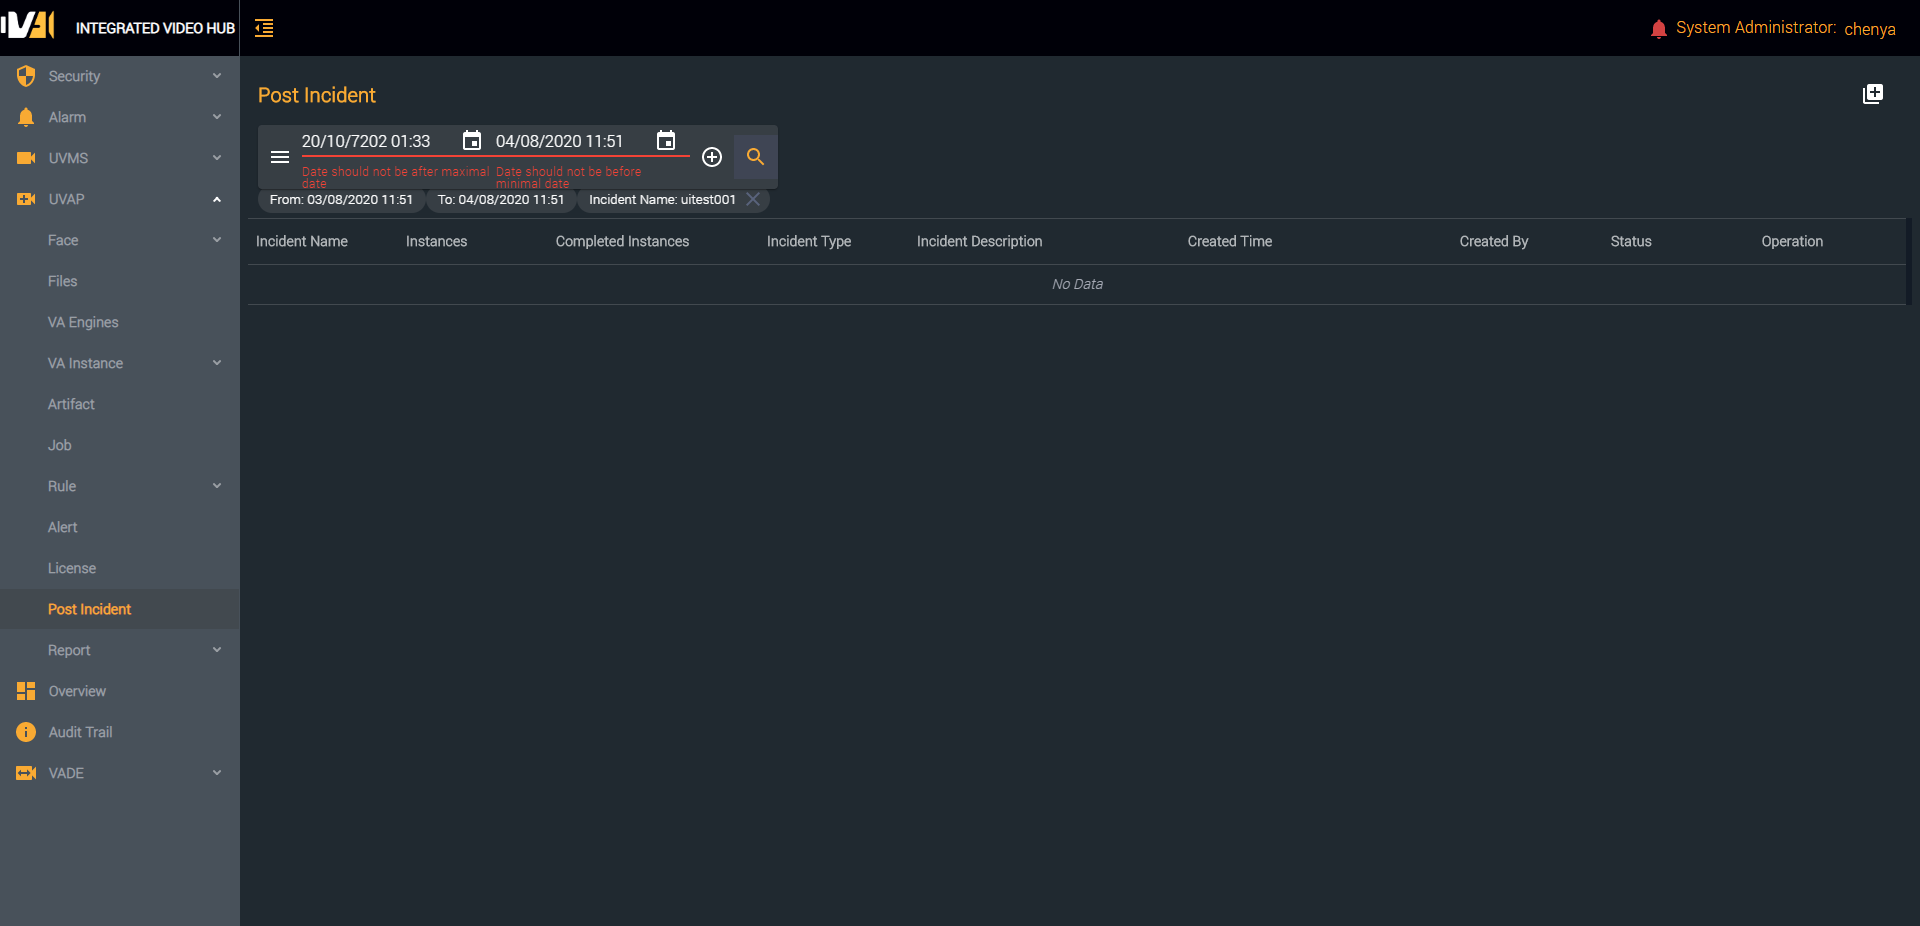 IVH INTEGRATED VIDEO HUB
System Administrator: chenya
Security
Alarm
UVMS
UVAP
Face
Files
VA Engines
VA Instance
Artifact
Job
Rule
Alert
License
Post Incident
Report
Overview
Audit Trail
VADE
Post Incident
20/10/7202 01:33 04/08/2020 11:51
Date should not be after maximal date
Date should not be before minimal date
From: 03/08/2020 11:51 To: 04/08/2020 11:51 Incident Name: uitest001
Incident Name Instances Completed Instances Incident Type Incident Description Created Time Created By Status Operation
No Data